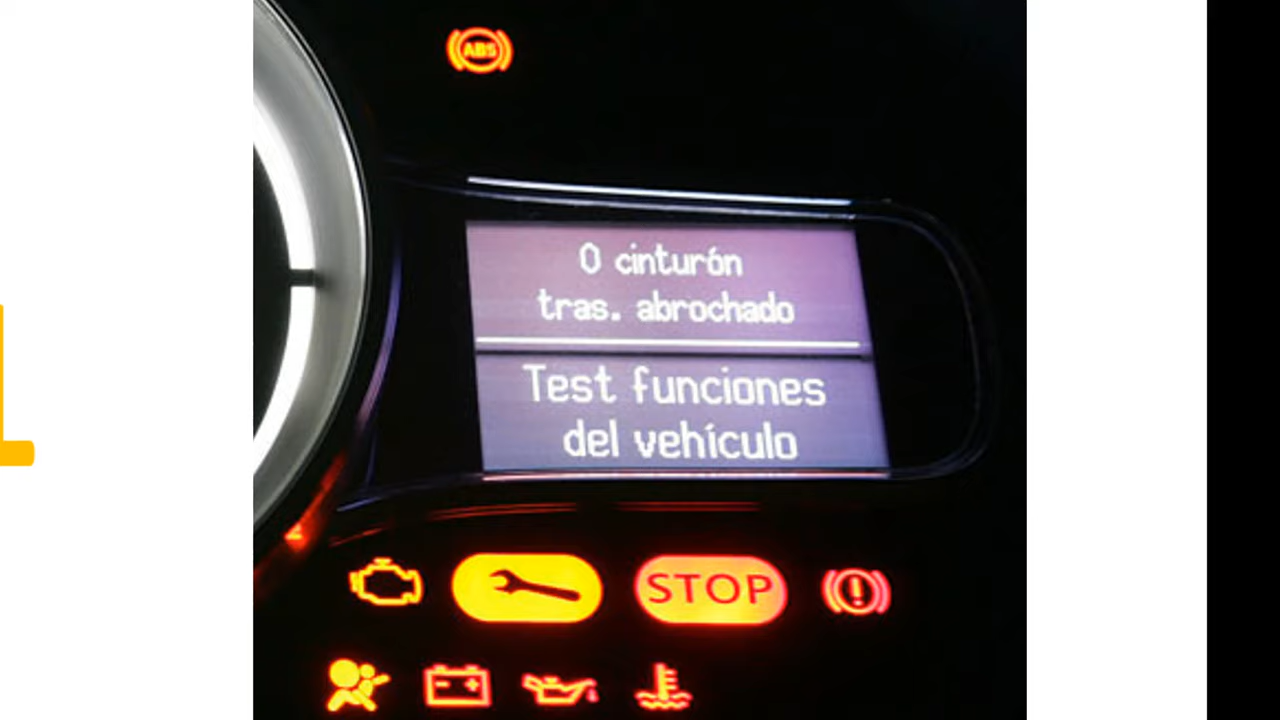 ABS
0 cinturón
tras. abrochado
Test funciones
del vehículo
STOP